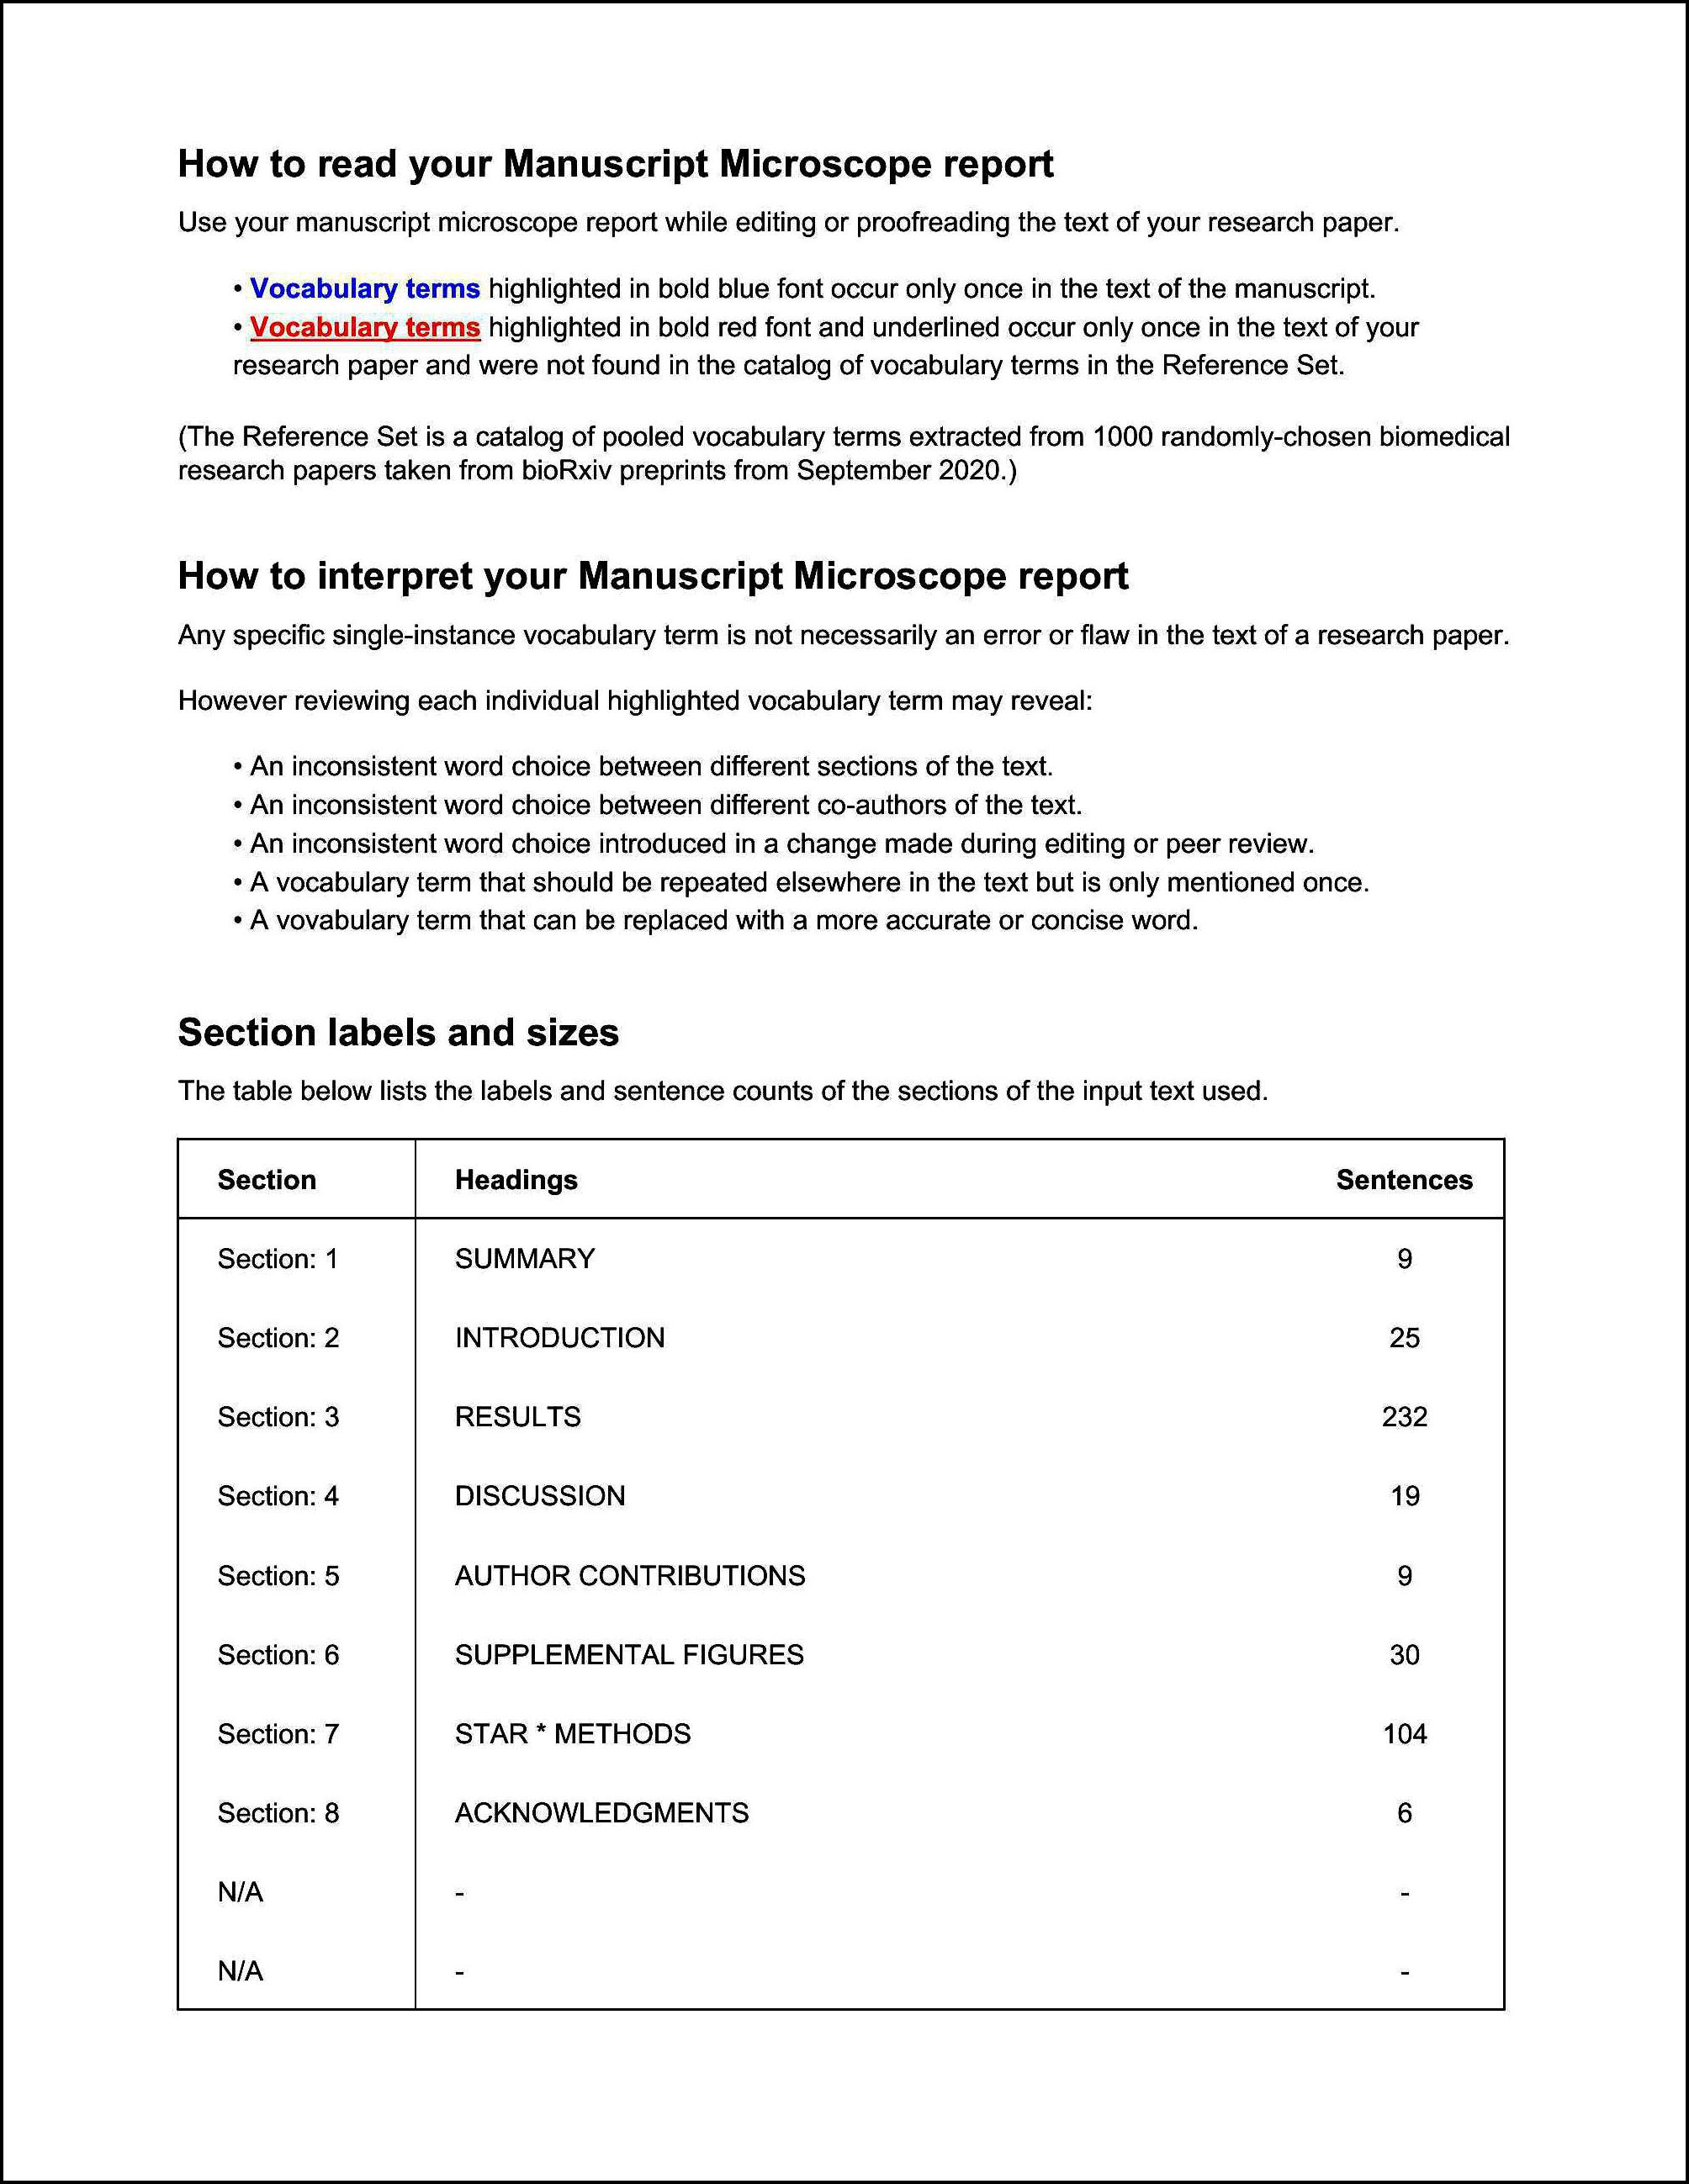 How to read your Manuscript Microscope report
Use your manuscript microscope report while editing or proofreading the text of your research paper.
• Vocabulary terms highlighted in bold blue font occur only once in the text of the manuscript.
• Vocabulary terms highlighted in bold red font and underlined occur only once in the text of your
research paper and were not found in the catalog of vocabulary terms in the Reference Set.
(The Reference Set is a catalog of pooled vocabulary terms extracted from 1000 randomly-chosen biomedical
research papers taken from bioRxiv preprints from September 2020.)
How to interpret your Manuscript Microscope report
Any specific single-instance vocabulary term is not necessarily an error or flaw in the text of a research paper.
However reviewing each individual highlighted vocabulary term may reveal:
• An inconsistent word choice between different sections of the text.
• An inconsistent word choice between different co-authors of the text.
• An inconsistent word choice introduced in a change made during editing or peer review.
• A vocabulary term that should be repeated elsewhere in the text but is only mentioned once.
• A vovabulary term that can be replaced with a more accurate or concise word.
Section labels and sizes
The table below lists the labels and sentence counts of the sections of the input text used.
Section Headings Sentences
Section: 1 SUMMARY 9
Section: 2 INTRODUCTION 25
Section: 3 RESULTS 232
Section: 4 DISCUSSION 19
Section: 5 AUTHOR CONTRIBUTIONS 9
Section: 6 SUPPLEMENTAL FIGURES 30
Section: 7 STAR * METHODS 104
Section: 8 ACKNOWLEDGMENTS 6
N/A - -
N/A - -